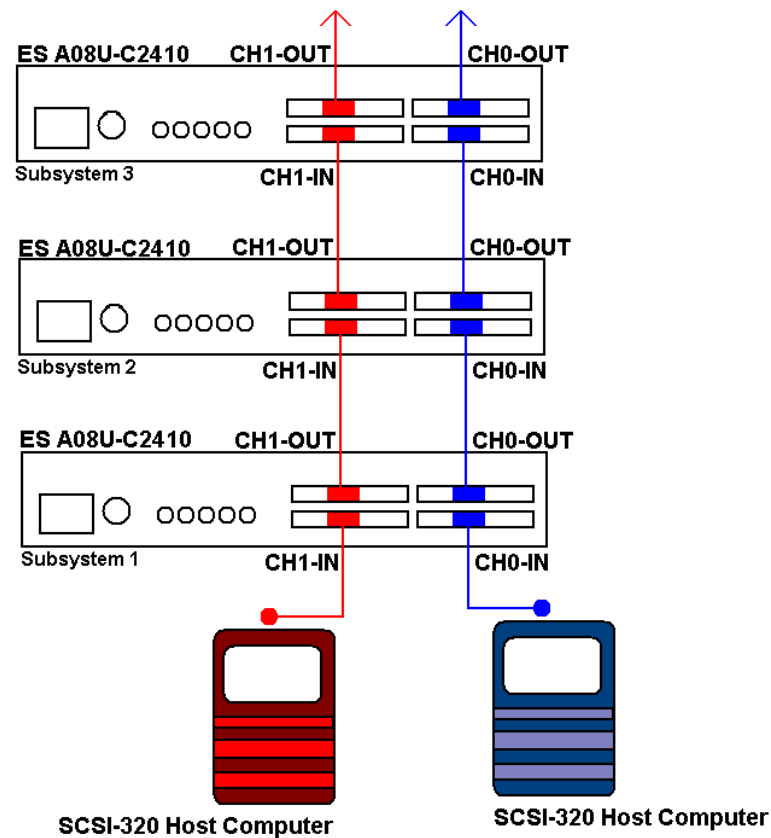 ES A08U-C2410 CH1-OUT CH0-OUT
Subsystem 3 CH1-IN CH0-IN
ES A08U-C2410 CH1-OUT CH0-OUT
Subsystem 2 CH1-IN CH0-IN
ES A08U-C2410 CH1-OUT CH0-OUT
Subsystem 1 CH1-IN CH0-IN
SCSI-320 Host Computer SCSI-320 Host Computer